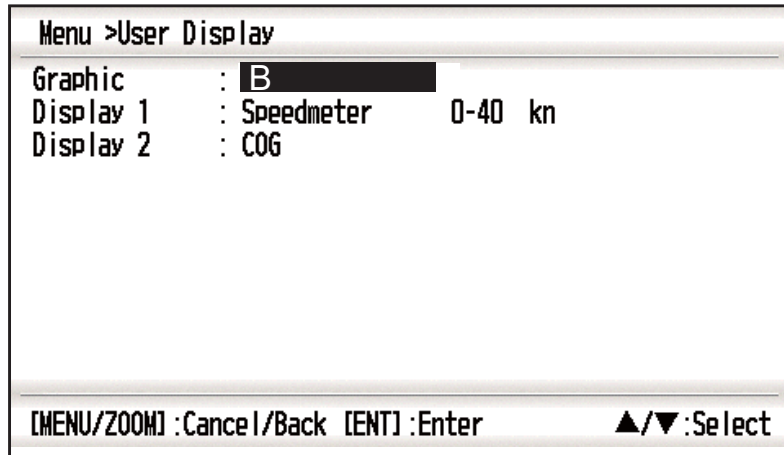 Menu >User Display
Graphic : B
Display 1 : Speedmeter 0-40 kn
Display 2 : COG
[MENU/ZOOM]:Cancel/Back [ENT]:Enter ▲/▼:Select